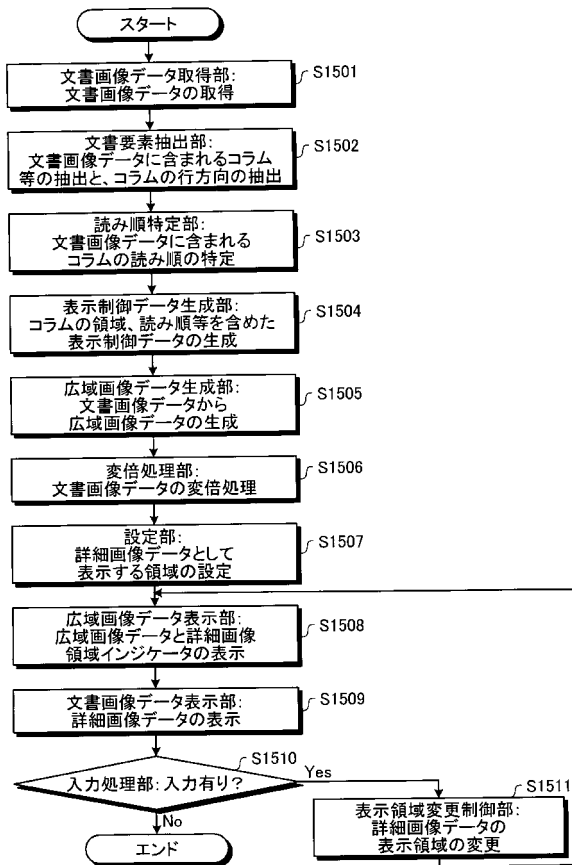 スタート
文書画像データ取得部:
文書画像データの取得
S1501
文書要素抽出部:
文書画像データに含まれるコラム
等の抽出と、コラムの行方向の抽出
S1502
読み順特定部:
文書画像データに含まれる
コラムの読み順の特定
S1503
表示制御データ生成部:
コラムの領域、読み順等を含めた
表示制御データの生成
S1504
広域画像データ生成部:
文書画像データから
広域画像データの生成
S1505
変倍処理部:
文書画像データの変倍処理
S1506
設定部:
詳細画像データとして
表示する領域の設定
S1507
広域画像データ表示部:
広域画像データと詳細画像
領域インジケータの表示
S1508
文書画像データ表示部:
詳細画像データの表示
S1509
S1510
入力処理部:入力有り?
Yes
No
エンド
S1511
表示領域変更制御部:
詳細画像データの
表示領域の変更